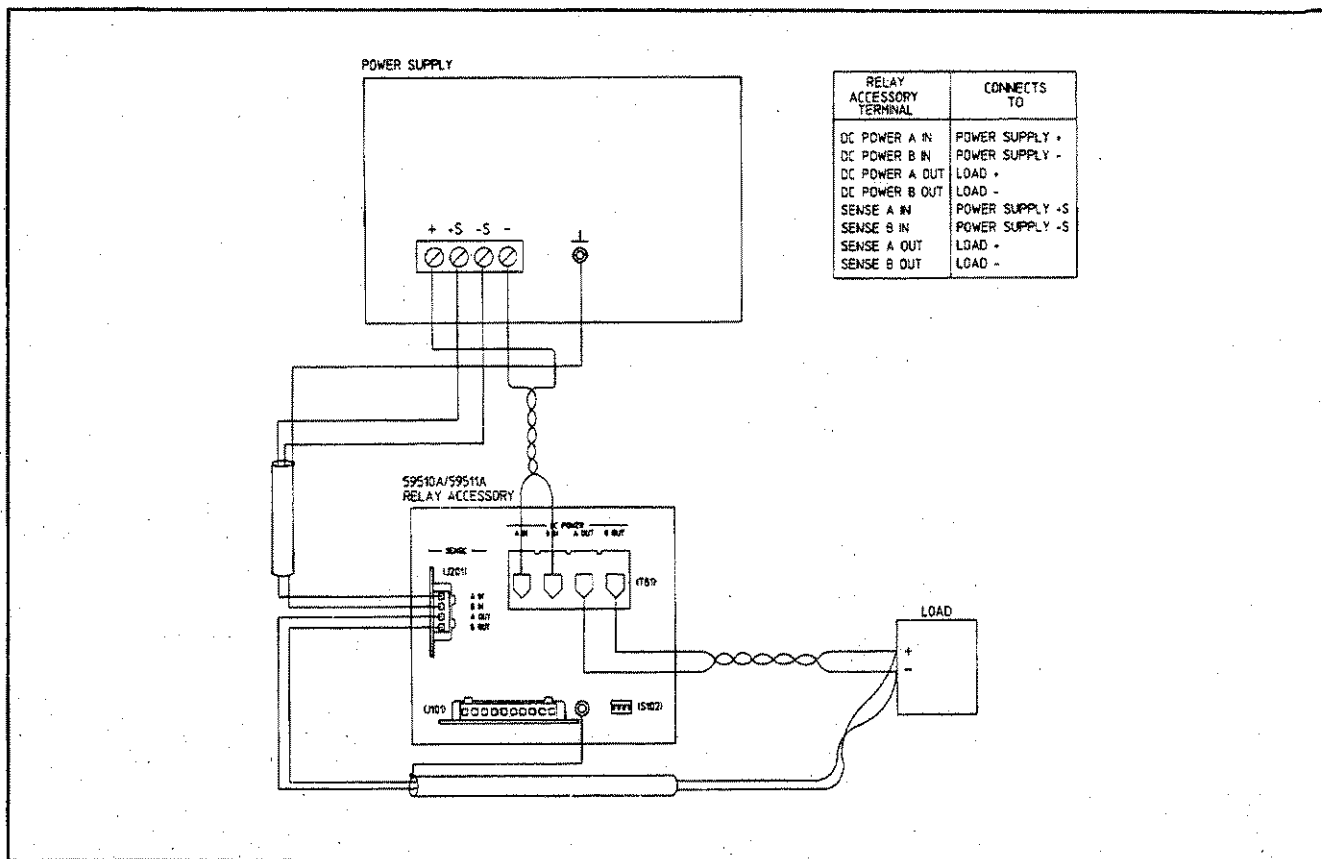 POWER SUPPLY
RELAY ACCESSORY TERMINAL
CONNECTS TO
DC POWER A IN POWER SUPPLY +
DC POWER B IN POWER SUPPLY -
DC POWER A OUT LOAD +
DC POWER B OUT LOAD -
SENSE A IN POWER SUPPLY +S
SENSE B IN POWER SUPPLY -S
SENSE A OUT LOAD +
SENSE B OUT LOAD -
+ +S -S -
59510A/59511A
RELAY ACCESSORY
DC POWER
A IN B IN A OUT B OUT
SENSE
(J201)
(TB1)
A IN
B IN
A OUT
B OUT
LOAD
+
-
(J101)
(S102)